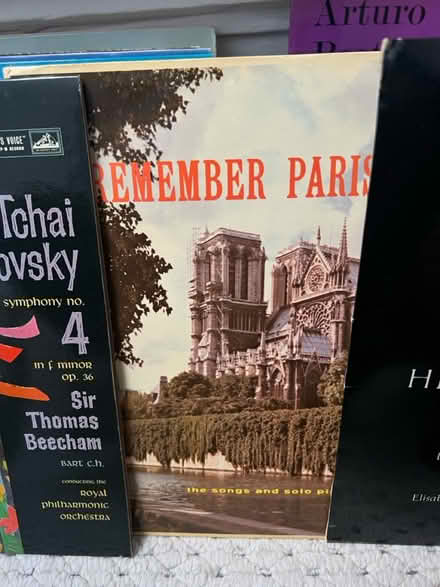 Arturo
'S VOICE"
Tchai
ovsky
symphony no.
4
in f minor
op. 36
Sir
Thomas
Beecham
BART c.h.
conducting the
royal
philharmonic
orchestra
REMEMBER PARIS
the songs and solo pi
H
Elisa